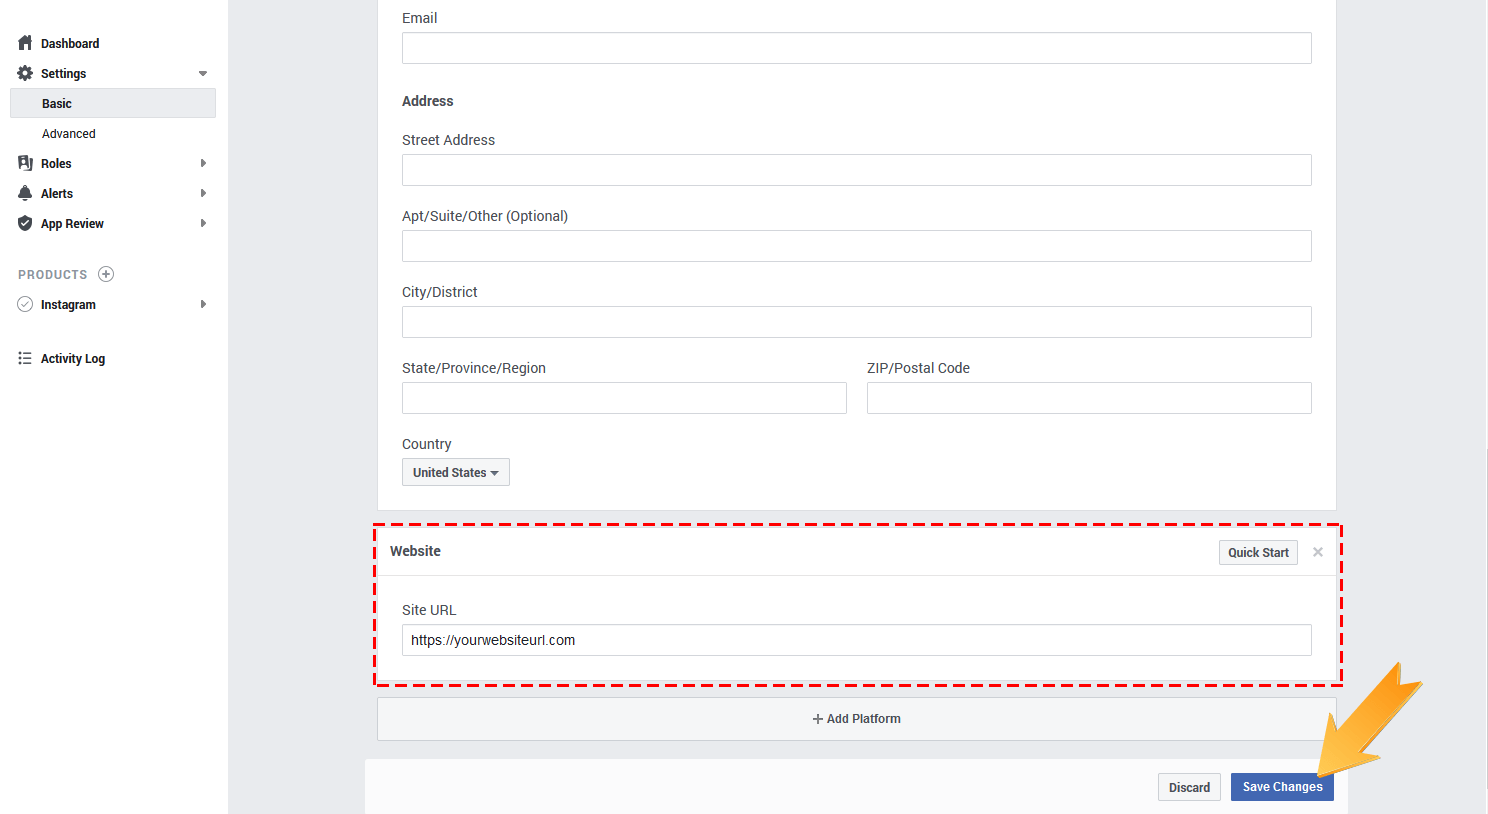 Dashboard
Settings
Basic
Advanced
Roles
Alerts
App Review
PRODUCTS
Instagram
Activity Log
Email
Address
Street Address
Apt/Suite/Other (Optional)
City/District
State/Province/Region ZIP/Postal Code
Country
United States
Website Quick Start
Site URL
https://yourwebsiteurl.com
Add Platform
Discard Save Changes